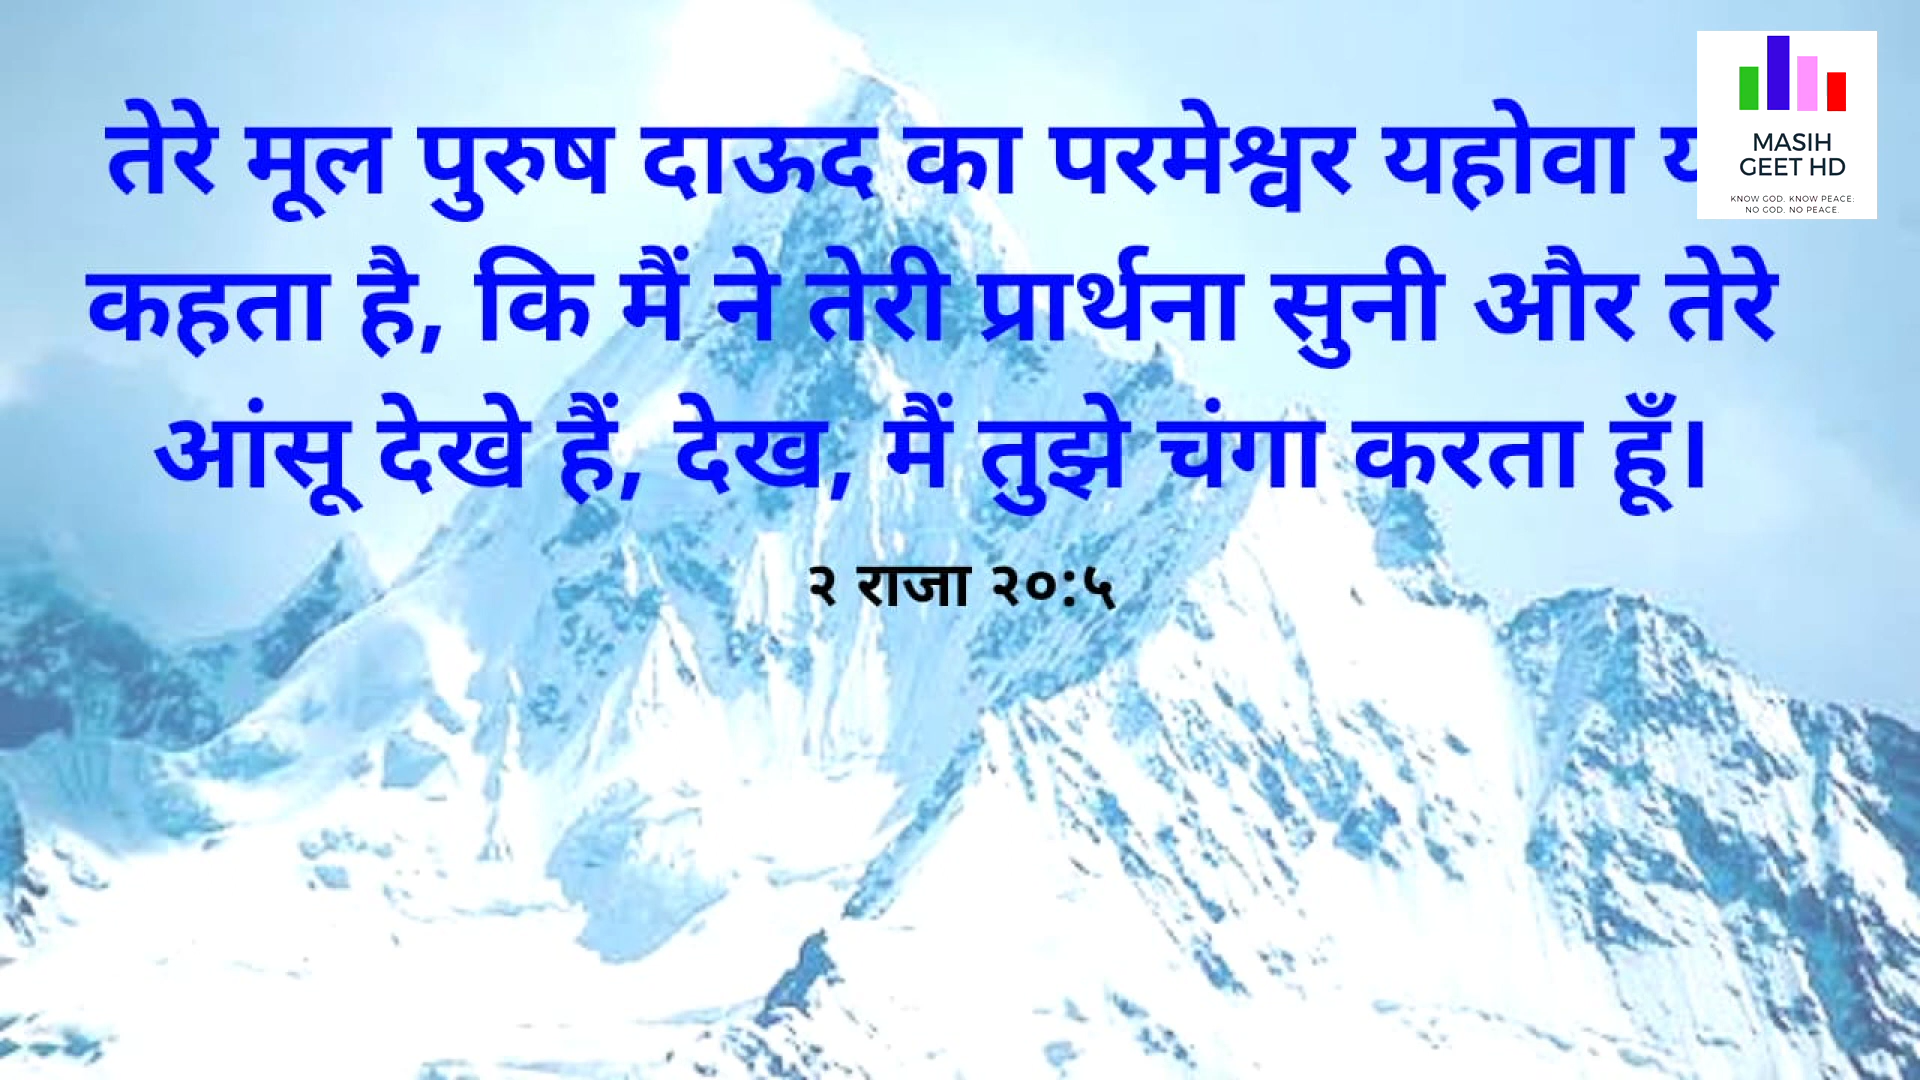 तेरे मूल पुरुष दाऊद का परमेश्वर यहोवा
कहता है, कि मैं ने तेरी प्रार्थना सुनी और तेरे
आंसू देखे हैं, देख, मैं तुझे चंगा करता हूँ।
२ राजा २०:५
MASIH
GEET HD
KNOW GOD, KNOW PEACE;
NO GOD, NO PEACE.